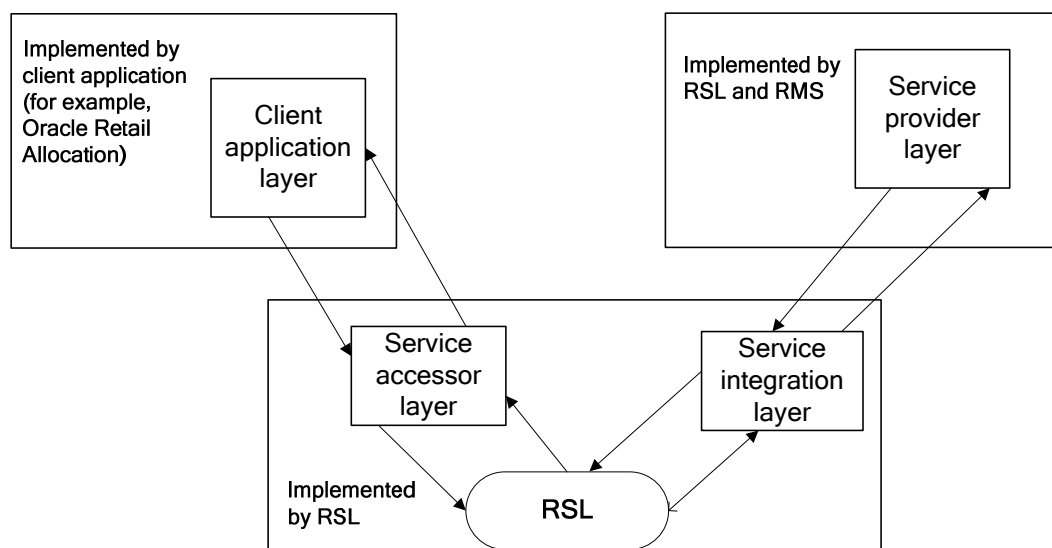 Implemented by
client application
(for example,
Oracle Retail
Allocation)
Client
application
layer
Implemented by
RSL and RMS
Service
provider
layer
Service
accessor
layer
Service
integration
layer
Implemented
by RSL
RSL